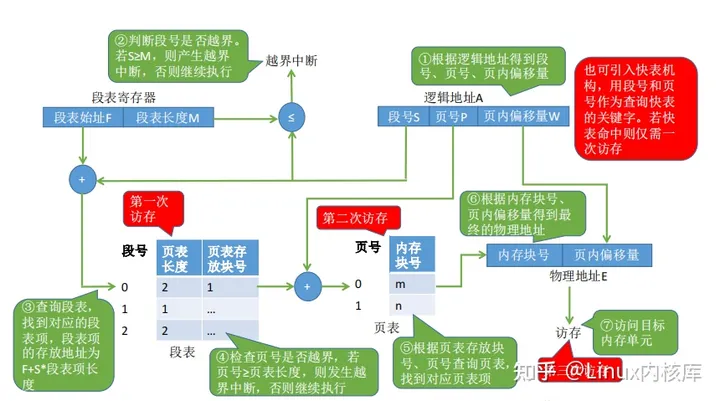 ②判断段号是否越界。
若S≥M，则产生越界
中断，否则继续执行
越界中断
①根据逻辑地址得到段
号、页号、页内偏移量
也可引入快表机
构，用段号和页
号作为查询快表
的关键字。若快
表命中则仅需一
次访存
段表寄存器
段表始址F 段表长度M
≤
逻辑地址A
段号S 页号P 页内偏移量W
+
第一次
访存
第二次访存
⑥根据内存块号、
页内偏移量得到最
终的物理地址
段号 页表长度 页表存放块号
0 2 1
1 1 …
2 2 …
段表
+
页号 内存块号
0 m
1 n
页表
内存块号 页内偏移量
物理地址E
访存
③查询段表，
找到对应的段
表项，段表项
的存放地址为
F+S*段表项长
度
④检查页号是否越界，若
页号≥页表长度，则发生越
界中断，否则继续执行
⑤根据页表存放块
号、页号查询页表，
找到对应页表项
⑦访问目标
内存单元
知乎 @Linux内核库